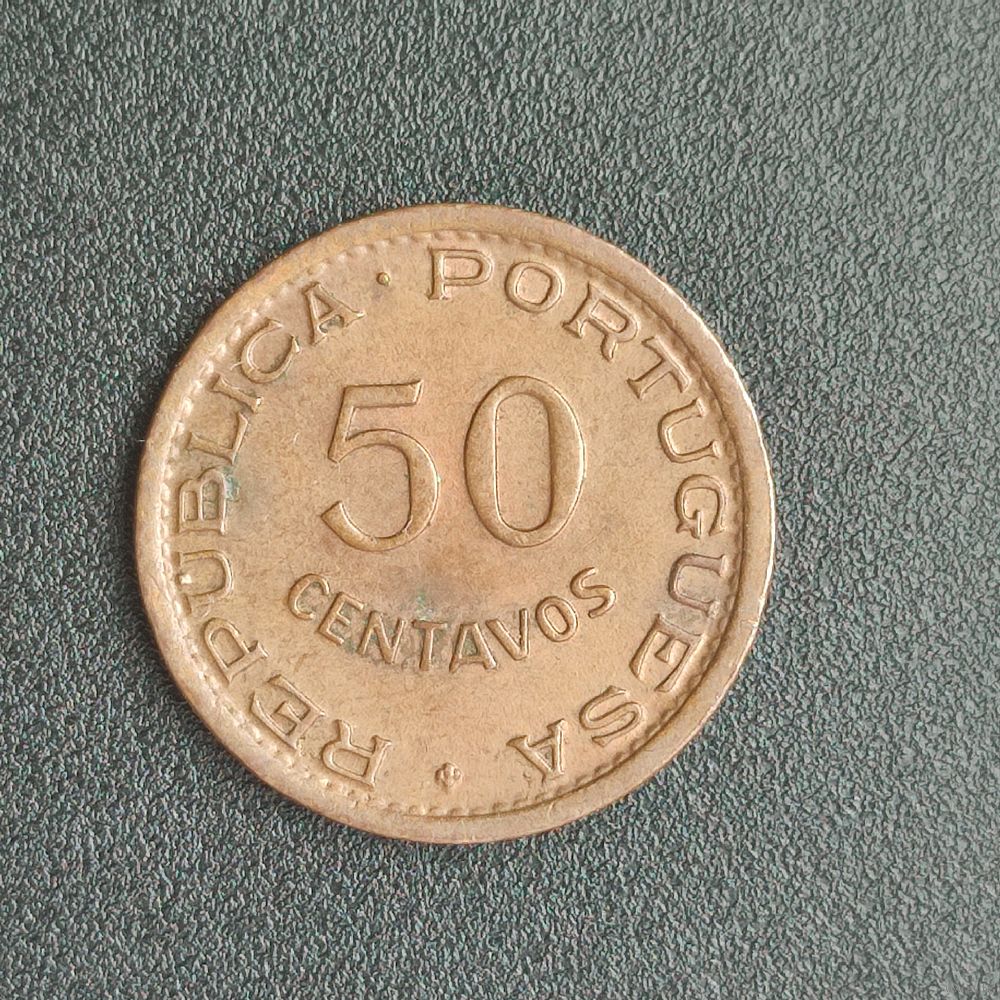 REPUBLICA · PORTUGUESA
50
CENTAVOS